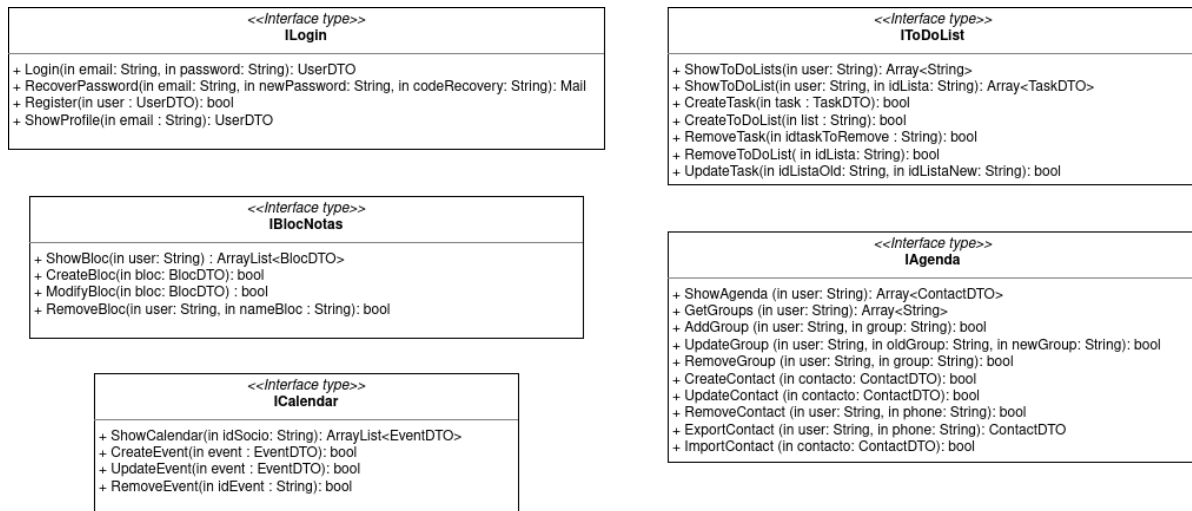 <<Interface type>>
ILogin
+ Login(in email: String, in password: String): UserDTO
+ RecoverPassword(in email: String, in newPassword: String, in codeRecovery: String): Mail
+ Register(in user : UserDTO): bool
+ ShowProfile(in email : String): UserDTO
<<Interface type>>
IBlocNotas
+ ShowBloc(in user: String) : ArrayList<BlocDTO>
+ CreateBloc(in bloc: BlocDTO): bool
+ ModifyBloc(in bloc: BlocDTO) : bool
+ RemoveBloc(in user: String, in nameBloc : String): bool
<<Interface type>>
ICalendar
+ ShowCalendar(in idSocio: String): ArrayList<EventDTO>
+ CreateEvent(in event : EventDTO): bool
+ UpdateEvent(in event : EventDTO): bool
+ RemoveEvent(in idEvent : String): bool
<<Interface type>>
IToDoList
+ ShowToDoLists(in user: String): Array<String>
+ ShowToDoList(in user: String, in idLista: String): Array<TaskDTO>
+ CreateTask(in task : TaskDTO): bool
+ CreateToDoList(in list : String): bool
+ RemoveTask(in idtaskToRemove : String): bool
+ RemoveToDoList( in idLista: String): bool
+ UpdateTask(in idListaOld: String, in idListaNew: String): bool
<<Interface type>>
IAgenda
+ ShowAgenda (in user: String): Array<ContactDTO>
+ GetGroups (in user: String): Array<String>
+ AddGroup (in user: String, in group: String): bool
+ UpdateGroup (in user: String, in oldGroup: String, in newGroup: String): bool
+ RemoveGroup (in user: String, in group: String): bool
+ CreateContact (in contacto: ContactDTO): bool
+ UpdateContact (in contacto: ContactDTO): bool
+ RemoveContact (in user: String, in phone: String): bool
+ ExportContact (in user: String, in phone: String): ContactDTO
+ ImportContact (in contacto: ContactDTO): bool